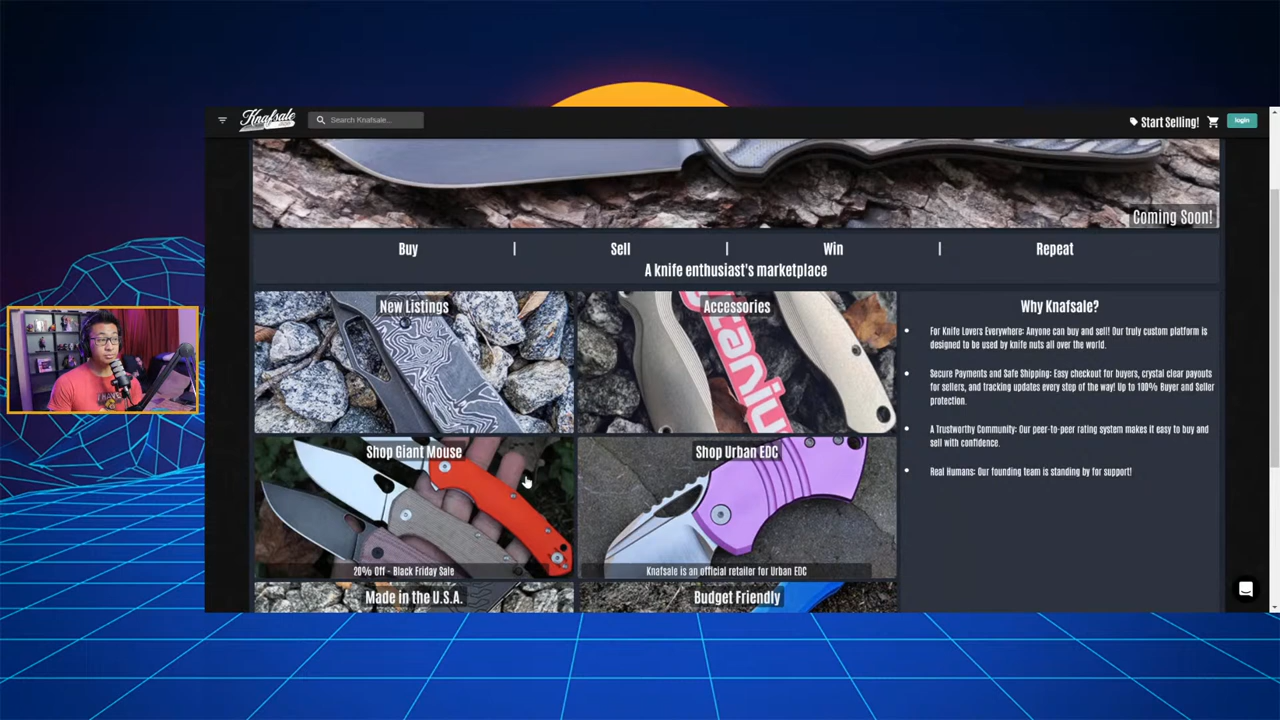 Knafsale
Search Knafsale...
Start Selling!
login
Coming Soon!
Buy | Sell | Win | Repeat
A knife enthusiast's marketplace
New Listings
Accessories
Why Knafsale?
For Knife Lovers Everywhere: Anyone can buy and sell! Our truly custom platform is
designed to be used by knife nuts all over the world.
Secure Payments and Safe Shipping: Easy checkout for buyers, crystal clear payouts
for sellers, and tracking updates every step of the way! Up to 100% Buyer and Seller
protection.
A Trustworthy Community: Our peer-to-peer rating system makes it easy to buy and
sell with confidence.
Real Humans: Our founding team is standing by for support!
Shop Giant Mouse
20% Off - Black Friday Sale
Shop Urban EDC
Knafsale is an official retailer for Urban EDC
Made in the U.S.A.
Budget Friendly